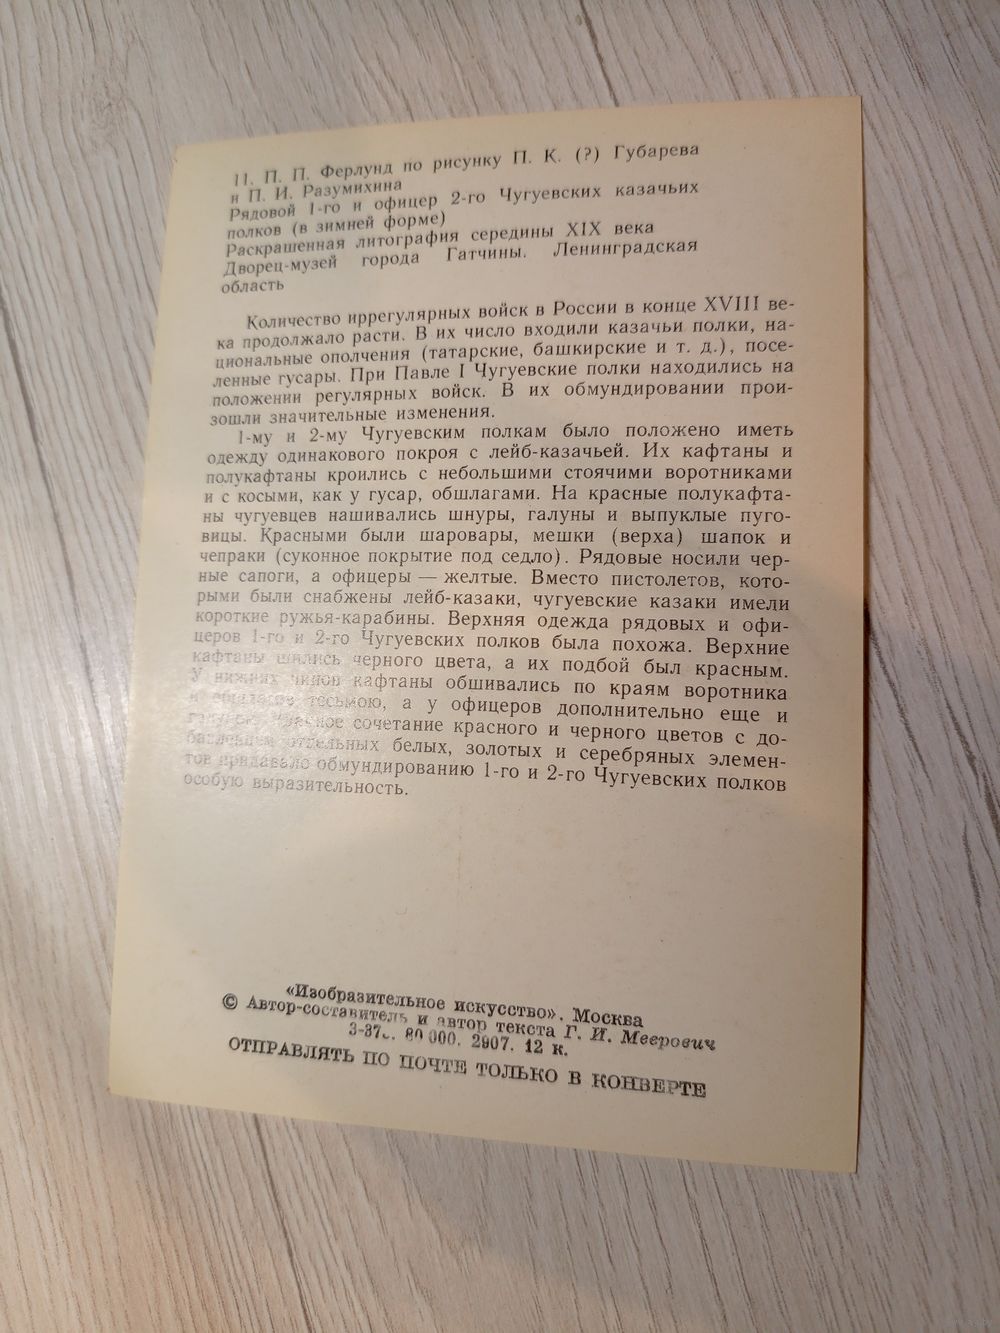 11. П. П. Ферлунд по рисунку П. К. (?) Губарева
и П. И. Разумихина
Рядовой 1-го и офицер 2-го Чугуевских казачьих
полков (в зимней форме)
Раскрашенная литография середины XIX века
Дворец-музей города Гатчины. Ленинградская
область
Количество иррегулярных войск в России в конце XVIII ве-
ка продолжало расти. В их число входили казачьи полки, на-
циональные ополчения (татарские, башкирские и т. д.), посе-
ленные гусары. При Павле I Чугуевские полки находились на
положении регулярных войск. В их обмундировании прои-
зошли значительные изменения.
1-му и 2-му Чугуевским полкам было положено иметь
одежду одинакового покроя с лейб-казачьей. Их кафтаны и
полукафтаны кроились с небольшими стоячими воротниками
и с косыми, как у гусар, обшлагами. На красные полукафта-
ны чугуевцев нашивались шнуры, галуны и выпуклые пуго-
вицы. Красными были шаровары, мешки (верха) шапок и
чепраки (суконное покрытие под седло). Рядовые носили чер-
ные сапоги, а офицеры — желтые. Вместо пистолетов, кото-
рыми были снабжены лейб-казаки, чугуевские казаки имели
короткие ружья-карабины. Верхняя одежда рядовых и офи-
церов 1-го и 2-го Чугуевских полков была похожа. Верхние
кафтаны шились черного цвета, а их подбой был красным.
У нижних чинов кафтаны обшивались по краям воротника
и тесьмою, а у офицеров дополнительно еще и
сочетание красного и черного цветов с до-
бавлением отдельных белых, золотых и серебряных элемен-
тов придавало обмундированию 1-го и 2-го Чугуевских полков
особую выразительность.
«Изобразительное искусство». Москва
© Автор-составитель и автор текста Г. И. Меерович
80 000. 2907. 12 к.
ОТПРАВЛЯТЬ ПО ПОЧТЕ ТОЛЬКО В КОНВЕРТЕ